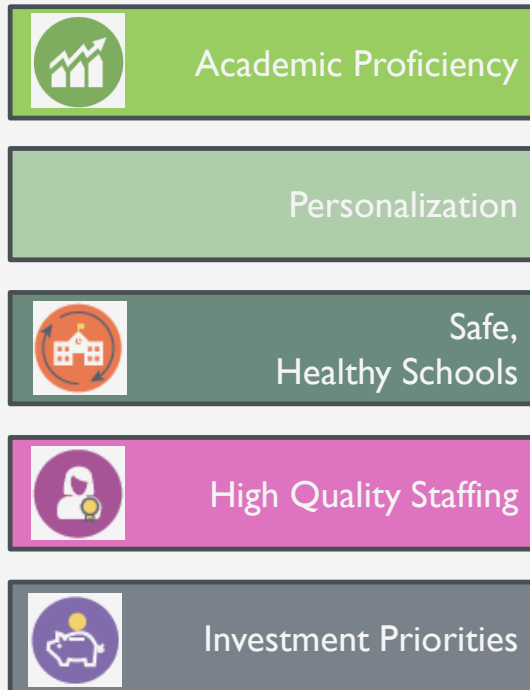 Academic Proficiency
Personalization
Safe,
Healthy Schools
High Quality Staffing
Investment Priorities